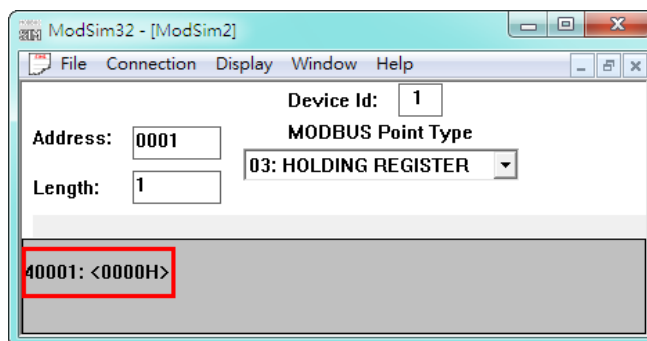 ModSim32 - [ModSim2]
File Connection Display Window Help
Device Id: 1
Address: 0001
MODBUS Point Type
03: HOLDING REGISTER
Length: 1
40001: <0000H>